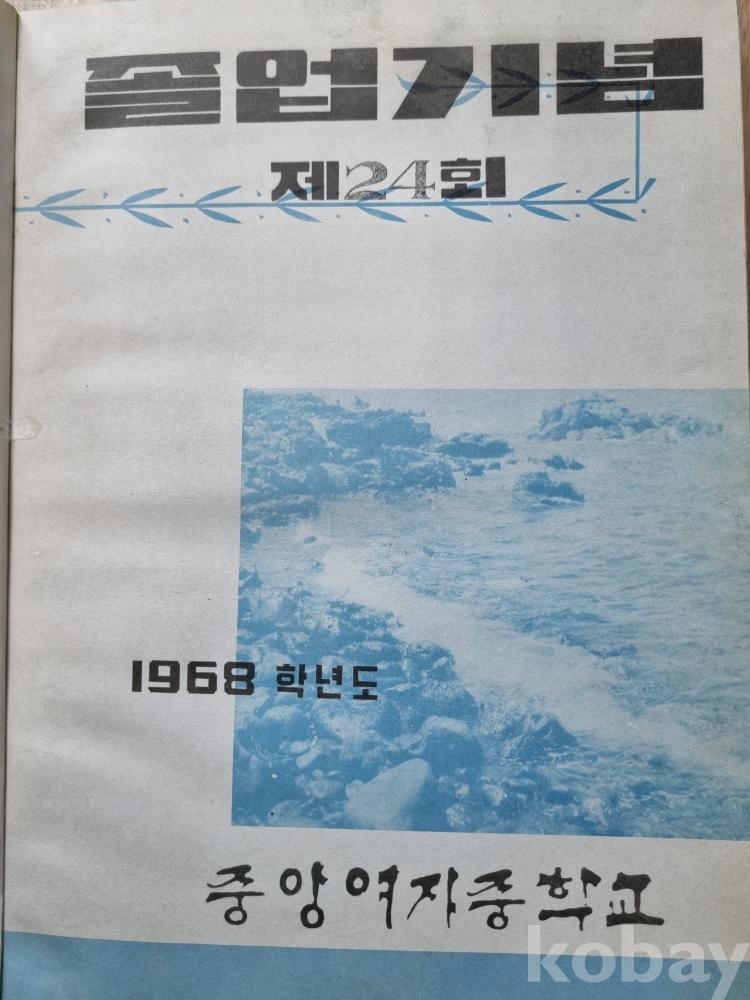 졸업기념
제24회
1968 학년도
중앙여자중학교
kobay